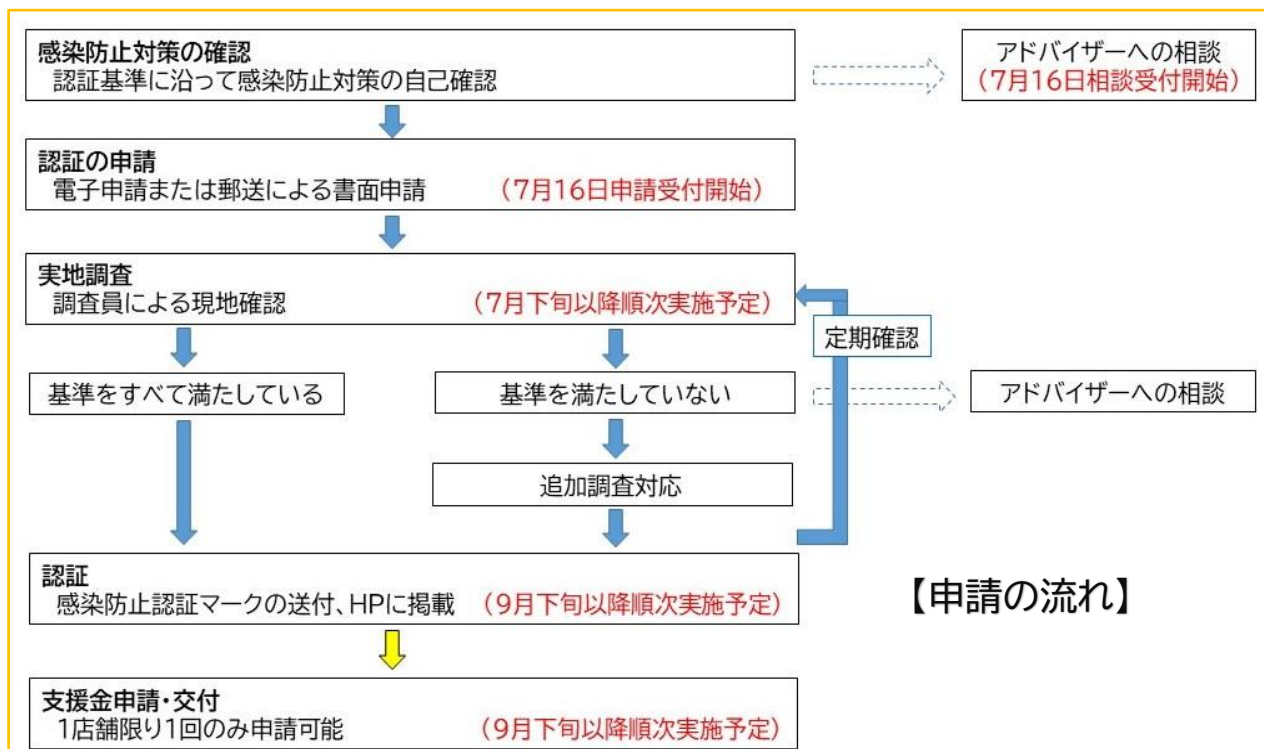 感染防止対策の確認
認証基準に沿って感染防止対策の自己確認
アドバイザーへの相談
(7月16日相談受付開始)
認証の申請
電子申請または郵送による書面申請 (7月16日申請受付開始)
実地調査
調査員による現地確認 (7月下旬以降順次実施予定)
定期確認
基準をすべて満たしている
基準を満たしていない
アドバイザーへの相談
追加調査対応
認証
感染防止認証マークの送付、HPに掲載 (9月下旬以降順次実施予定)
【申請の流れ】
支援金申請・交付
1店舗限り1回のみ申請可能 (9月下旬以降順次実施予定)